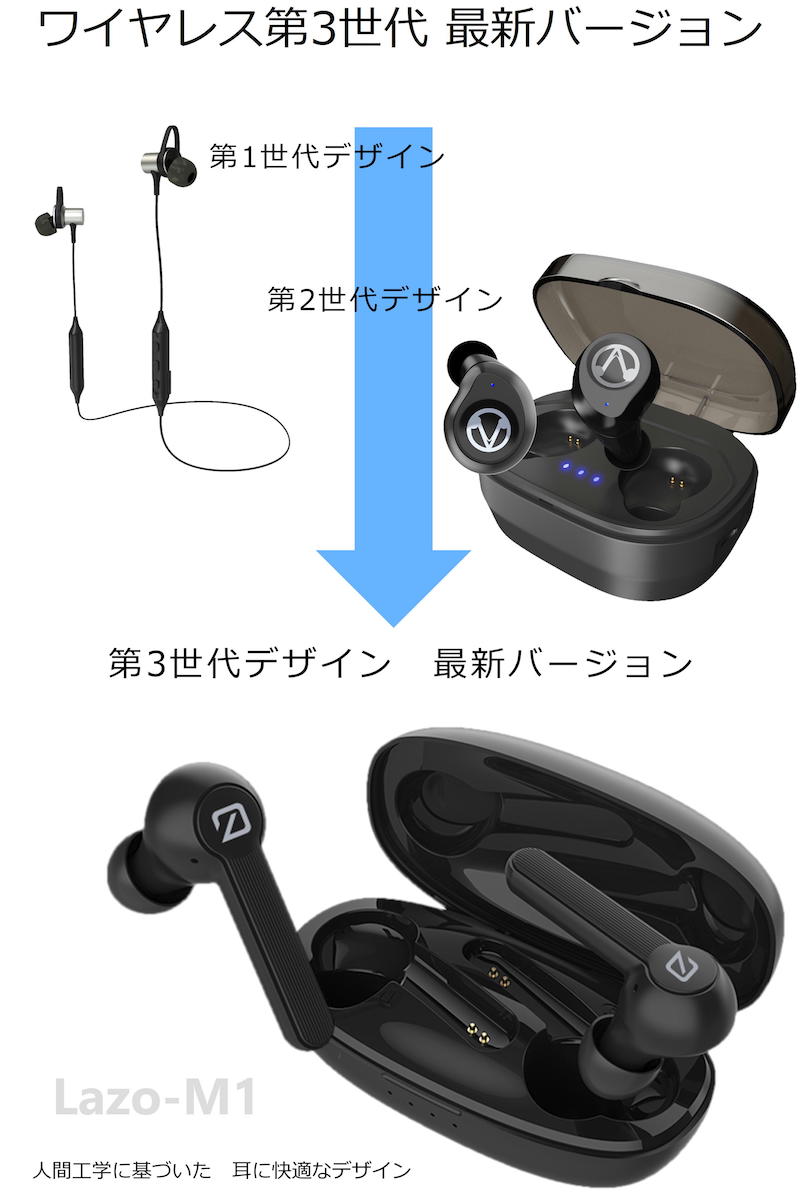 ワイヤレス第3世代 最新バージョン
第1世代デザイン
第2世代デザイン
第3世代デザイン　最新バージョン
Lazo-M1
人間工学に基づいた　耳に快適なデザイン